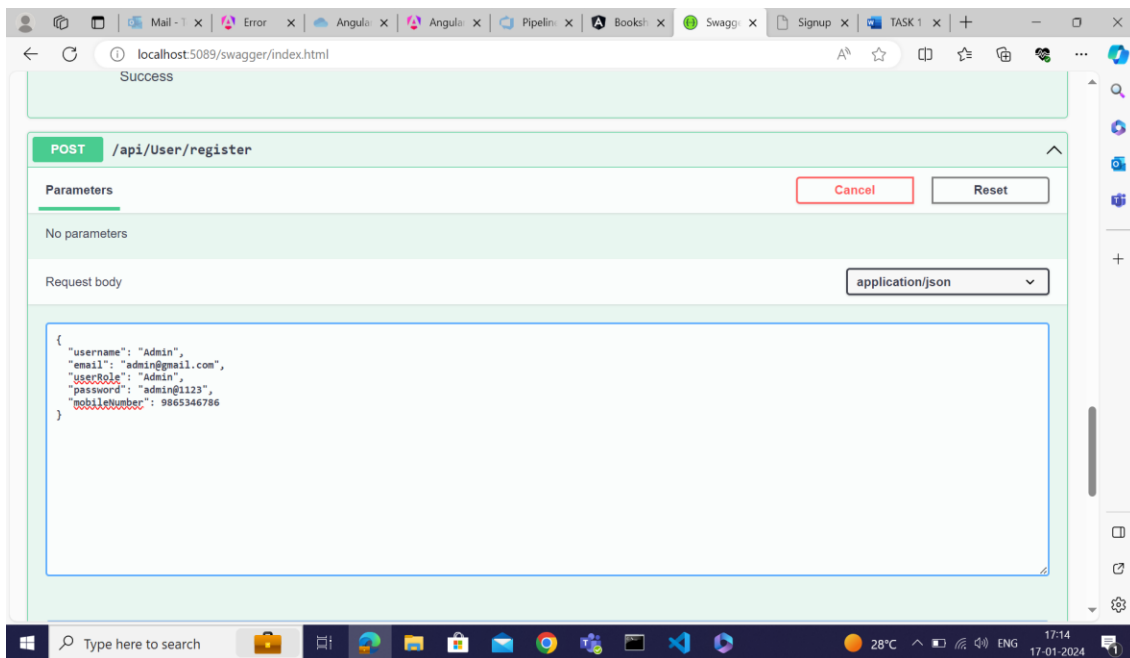 Mail - T
Error
Angula
Angula
Pipelin
Booksh
Swagge
Signup
TASK 1
localhost:5089/swagger/index.html
Success
POST /api/User/register
Parameters
Cancel
Reset
No parameters
Request body
application/json
{
"username": "Admin",
"email": "admin@gmail.com",
"userRole": "Admin",
"password": "admin@1123",
"mobileNumber": 9865346786
}
Type here to search
28°C
ENG
17:14
17-01-2024